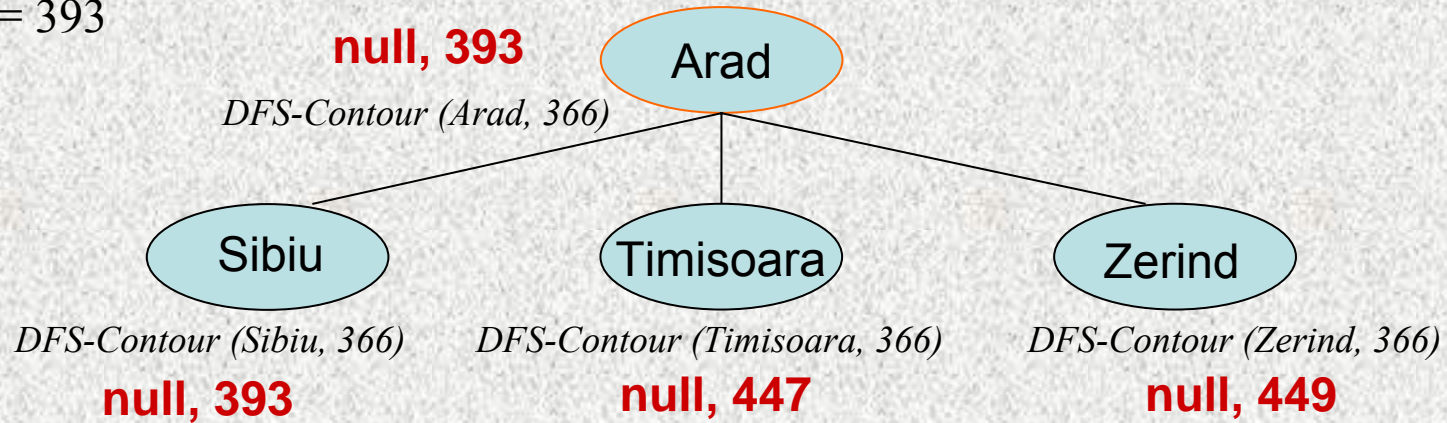 = 393
null, 393
Arad
DFS-Contour (Arad, 366)
Sibiu
Timisoara
Zerind
DFS-Contour (Sibiu, 366)
DFS-Contour (Timisoara, 366)
DFS-Contour (Zerind, 366)
null, 393
null, 447
null, 449